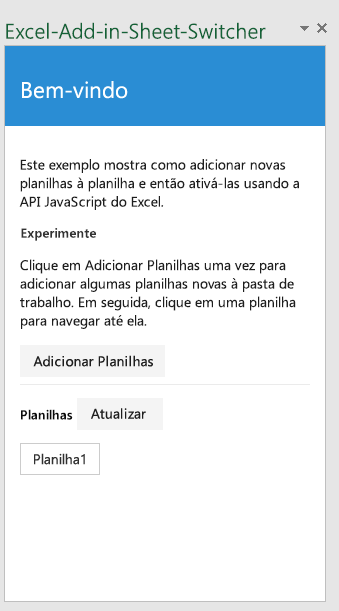 Excel-Add-in-Sheet-Switcher
Bem-vindo
Este exemplo mostra como adicionar novas
planilhas à planilha e então ativá-las usando a
API JavaScript do Excel.
Experimente
Clique em Adicionar Planilhas uma vez para
adicionar algumas planilhas novas à pasta de
trabalho. Em seguida, clique em uma planilha
para navegar até ela.
Adicionar Planilhas
Planilhas Atualizar
Planilha1